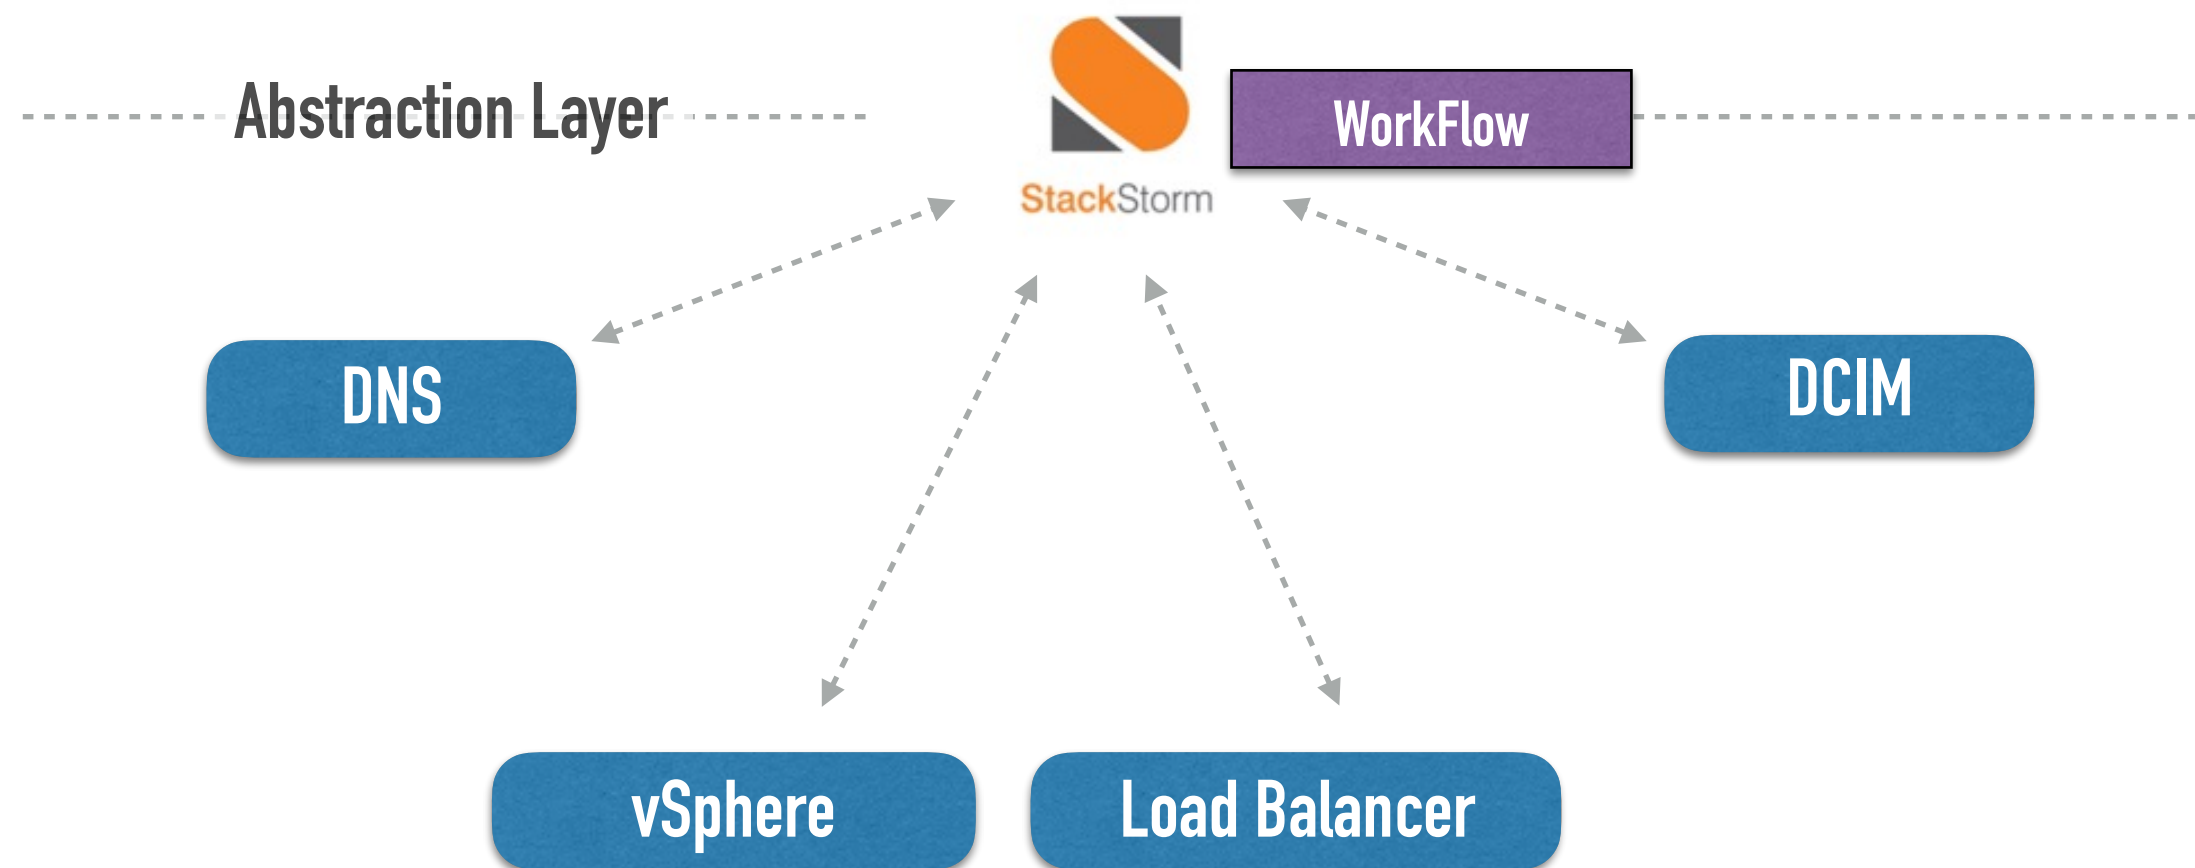 Abstraction Layer
WorkFlow
StackStorm
DNS
DCIM
vSphere
Load Balancer